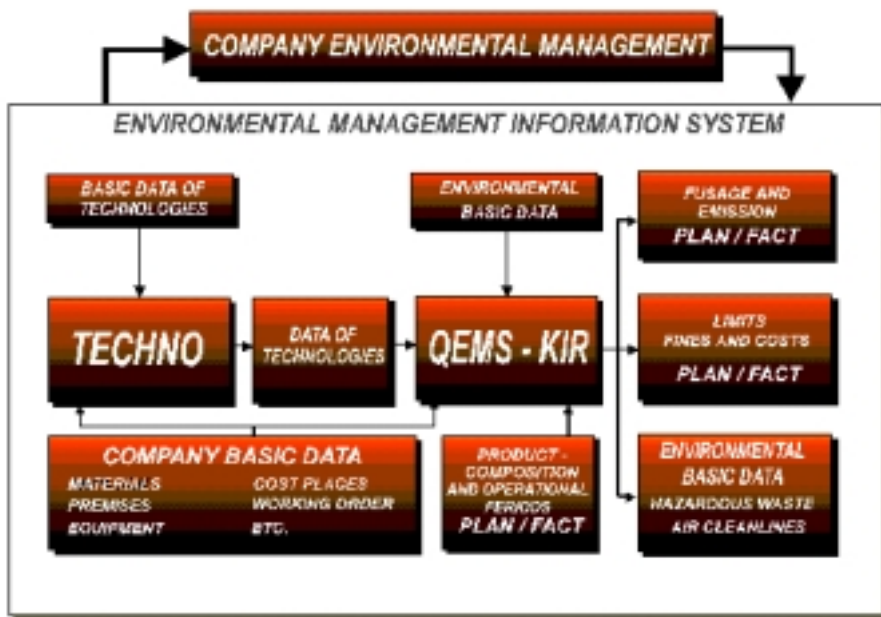 COMPANY ENVIRONMENTAL MANAGEMENT
ENVIRONMENTAL MANAGEMENT INFORMATION SYSTEM
BASIC DATA OF
TECHNOLOGIES
ENVIRONMENTAL
BASIC DATA
FUSAGE AND
EMISSION
PLAN / FACT
TECHNO
DATA OF
TECHNOLOGIES
QEMS - KIR
LIMITS
FINES AND COSTS
PLAN / FACT
COMPANY BASIC DATA
MATERIALS
PREMISES
EQUIPMENT
COST PLACES
WORKING ORDER
ETC.
PRODUCT -
COMPOSITION
AND OPERATIONAL
PLAN / FACT
ENVIRONMENTAL
BASIC DATA
HAZARDOUS WASTE
AIR CLEANLINES